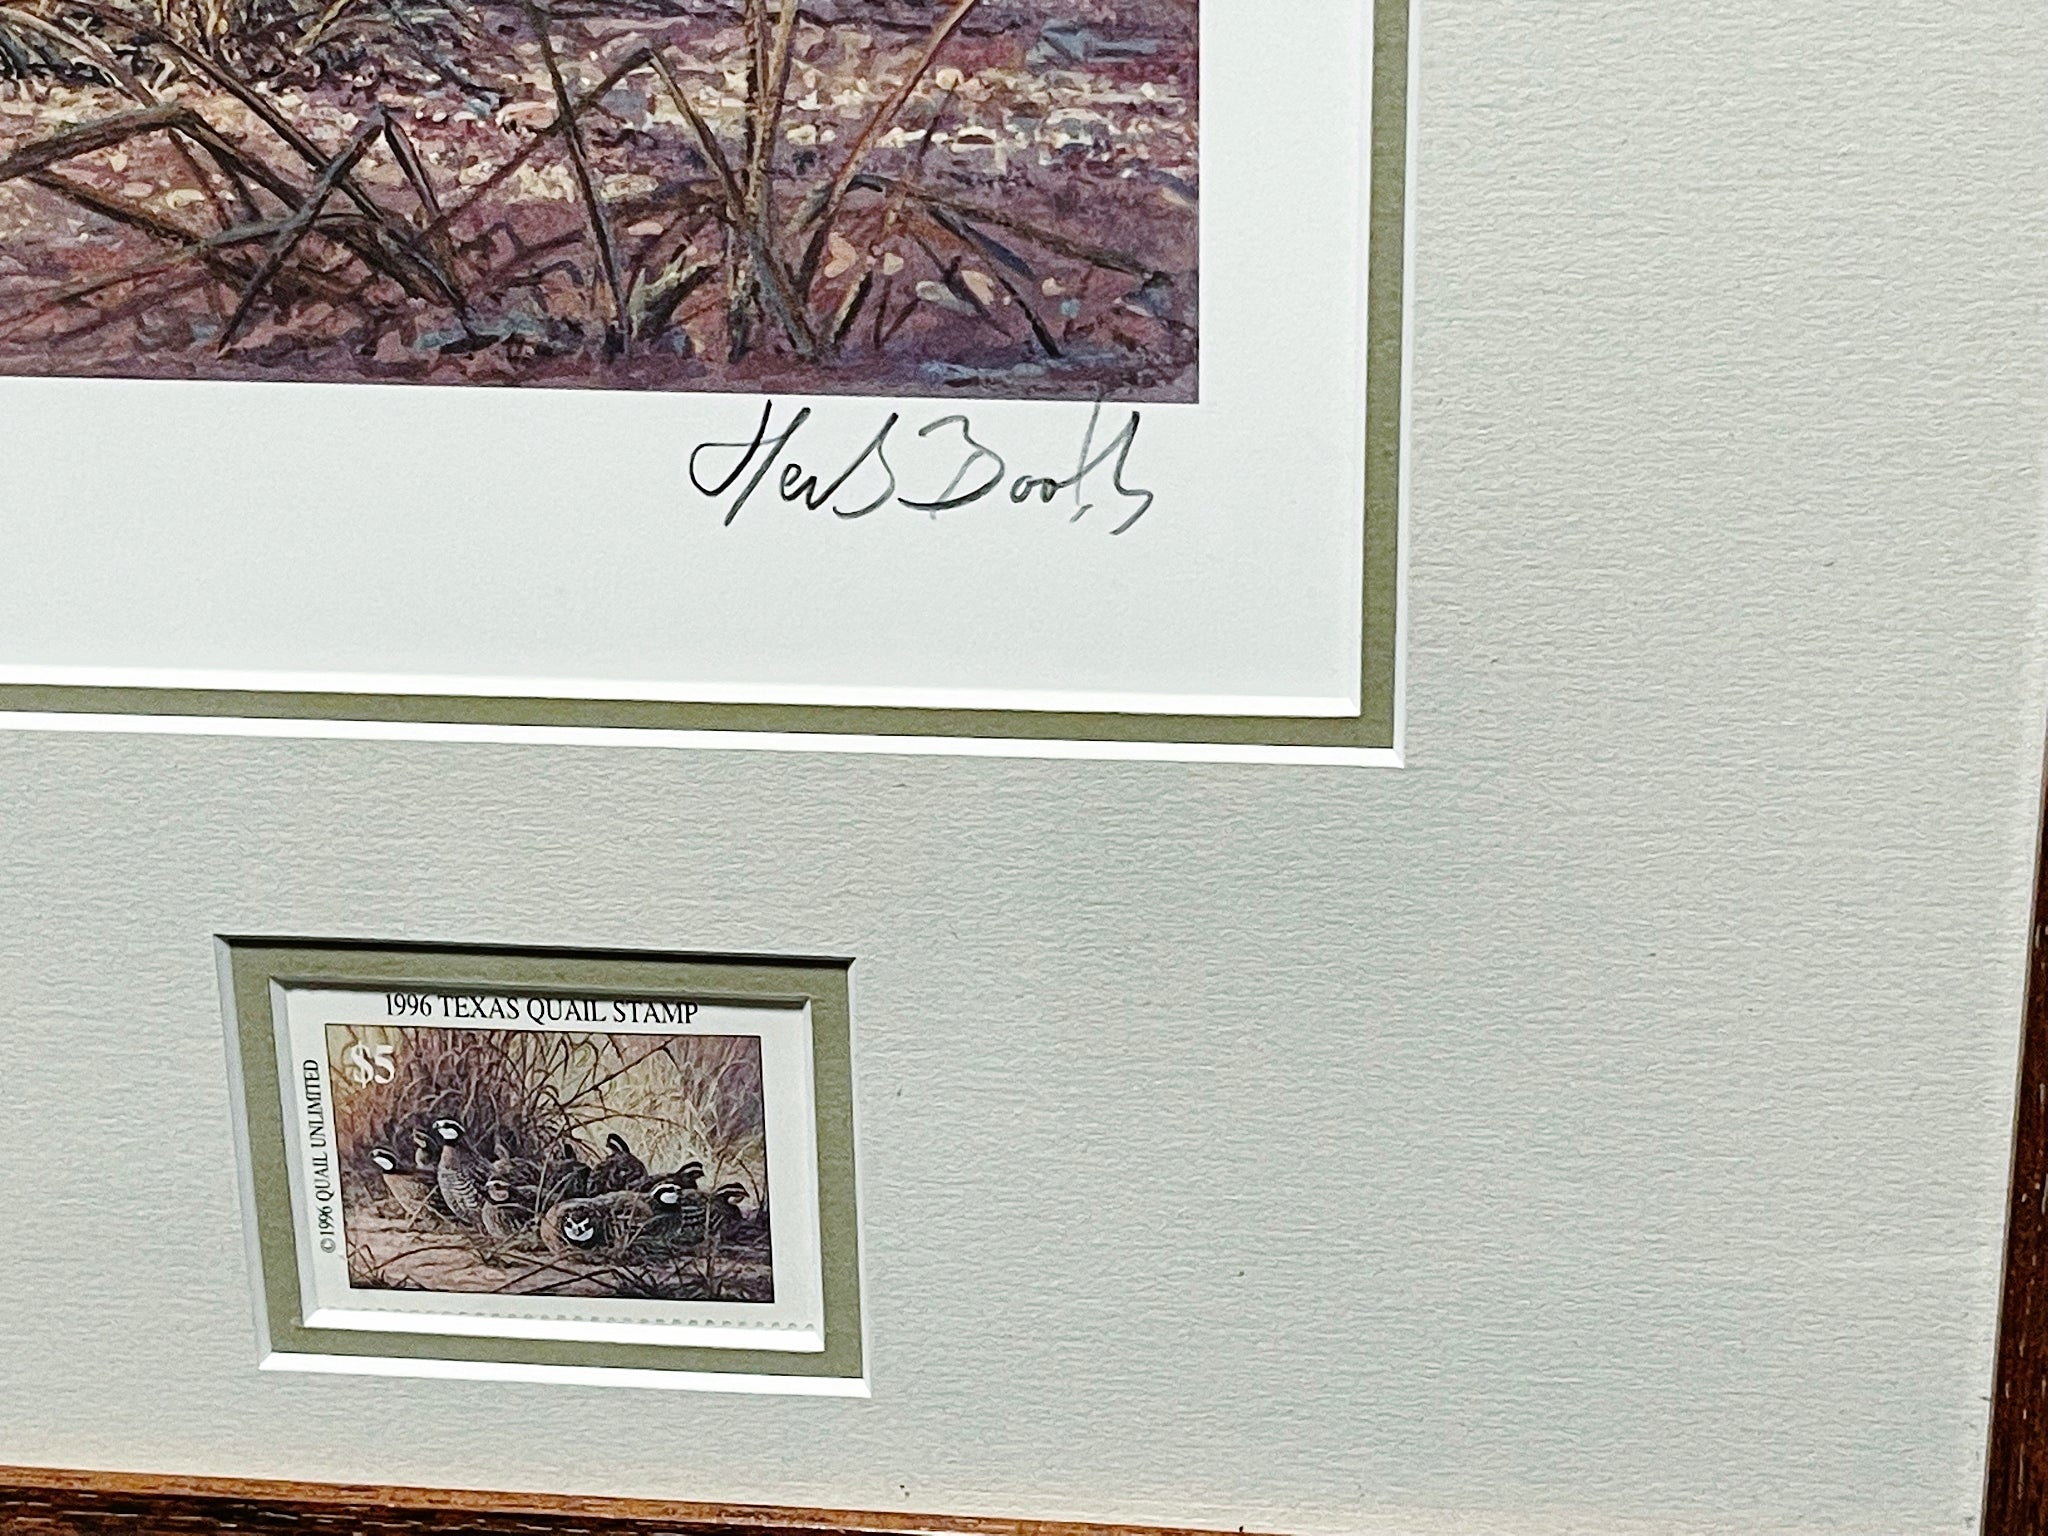 Herb Booth
1996 TEXAS QUAIL STAMP
$5
©1996 QUAIL UNLIMITED